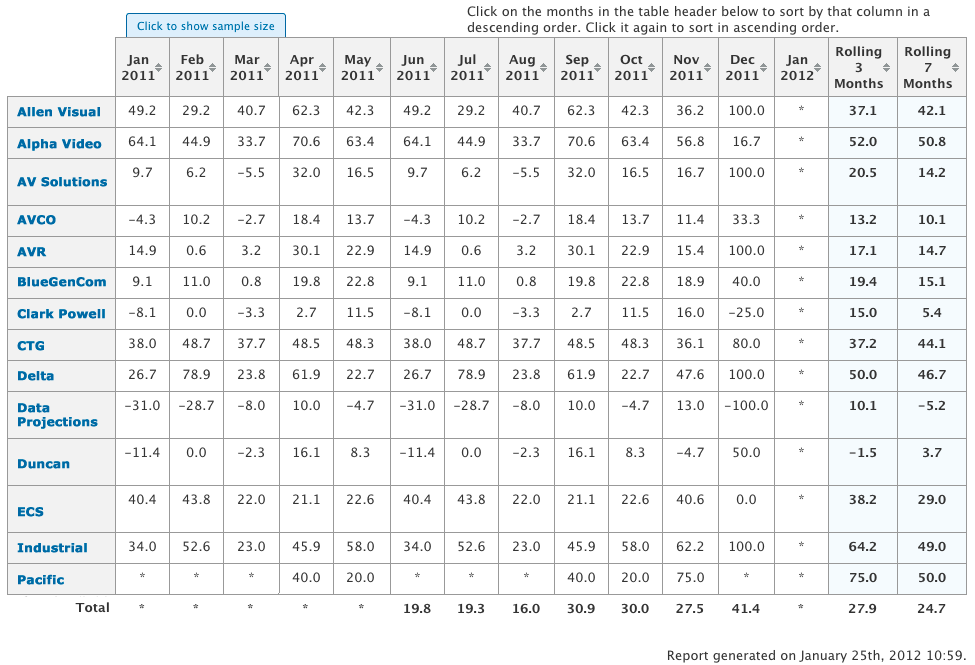 Click to show sample size
Click on the months in the table header below to sort by that column in a
descending order. Click it again to sort in ascending order.
Jan 2011 Feb 2011 Mar 2011 Apr 2011 May 2011 Jun 2011 Jul 2011 Aug 2011 Sep 2011 Oct 2011 Nov 2011 Dec 2011 Jan 2012 Rolling 3 Months Rolling 7 Months
Allen Visual 49.2 29.2 40.7 62.3 42.3 49.2 29.2 40.7 62.3 42.3 36.2 100.0 * 37.1 42.1
Alpha Video 64.1 44.9 33.7 70.6 63.4 64.1 44.9 33.7 70.6 63.4 56.8 16.7 * 52.0 50.8
AV Solutions 9.7 6.2 −5.5 32.0 16.5 9.7 6.2 −5.5 32.0 16.5 16.7 100.0 * 20.5 14.2
AVCO −4.3 10.2 −2.7 18.4 13.7 −4.3 10.2 −2.7 18.4 13.7 11.4 33.3 * 13.2 10.1
AVR 14.9 0.6 3.2 30.1 22.9 14.9 0.6 3.2 30.1 22.9 15.4 100.0 * 17.1 14.7
BlueGenCom 9.1 11.0 0.8 19.8 22.8 9.1 11.0 0.8 19.8 22.8 18.9 40.0 * 19.4 15.1
Clark Powell −8.1 0.0 −3.3 2.7 11.5 −8.1 0.0 −3.3 2.7 11.5 16.0 −25.0 * 15.0 5.4
CTG 38.0 48.7 37.7 48.5 48.3 38.0 48.7 37.7 48.5 48.3 36.1 80.0 * 37.2 44.1
Delta 26.7 78.9 23.8 61.9 22.7 26.7 78.9 23.8 61.9 22.7 47.6 100.0 * 50.0 46.7
Data Projections −31.0 −28.7 −8.0 10.0 −4.7 −31.0 −28.7 −8.0 10.0 −4.7 13.0 −100.0 * 10.1 −5.2
Duncan −11.4 0.0 −2.3 16.1 8.3 −11.4 0.0 −2.3 16.1 8.3 −4.7 50.0 * −1.5 3.7
ECS 40.4 43.8 22.0 21.1 22.6 40.4 43.8 22.0 21.1 22.6 40.6 0.0 * 38.2 29.0
Industrial 34.0 52.6 23.0 45.9 58.0 34.0 52.6 23.0 45.9 58.0 62.2 100.0 * 64.2 49.0
Pacific * * * 40.0 20.0 * * * 40.0 20.0 75.0 * * 75.0 50.0
Total * * * * * 19.8 19.3 16.0 30.9 30.0 27.5 41.4 * 27.9 24.7
Report generated on January 25th, 2012 10:59.